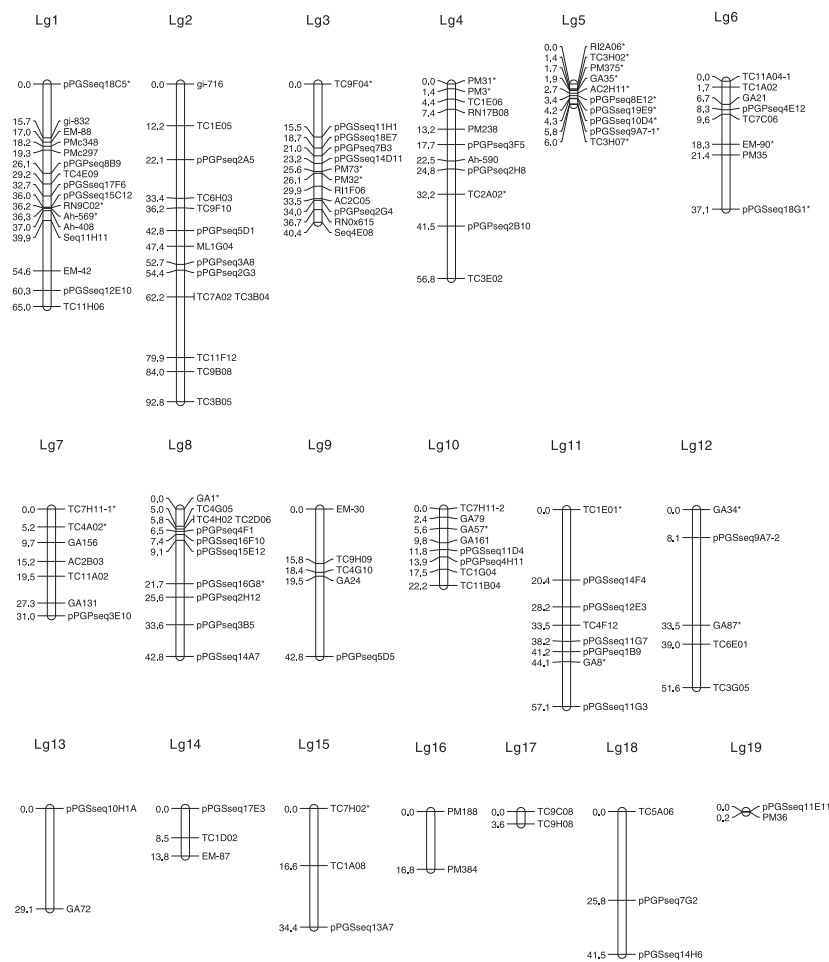 Lg1
0.0 pPGSseq18C5*
15.7 gi-832
17.0 EM-88
18.2 PMc348
19.3 PMc297
26.1 pPGPseq8B9
29.2 TC4E09
32.7 pPGSseq17F6
36.0 pPGSseq15C12
36.2 RN9C02*
36.3 Ah-569*
37.0 Ah-408
39.9 Seq11H11
54.6 EM-42
60.3 pPGSseq12E10
65.0 TC11H06
Lg2
0.0 gi-716
12.2 TC1E05
22.1 pPGPseq2A5
33.4 TC6H03
36.2 TC9F10
42.8 pPGPseq5D1
47.4 ML1G04
52.7 pPGPseq3A8
54.4 pPGPseq2G3
62.2 TC7A02 TC3B04
79.9 TC11F12
84.0 TC9B08
92.8 TC3B05
Lg3
0.0 TC9F04*
15.5 pPGSseq11H1
18.7 pPGSseq18E7
21.0 pPGPseq7B3
23.2 pPGSseq14D11
25.6 PM73*
26.1 PM32*
29.9 RI1F06
33.5 AC2C05
34.0 pPGPseq2G4
36.7 RN0x615
40.4 Seq4E08
Lg4
0.0 PM31*
1.4 PM3*
4.4 TC1E06
7.4 RN17B08
13.2 PM238
17.7 pPGPseq3F5
22.5 Ah-590
24.8 pPGPseq2H8
32.2 TC2A02*
41.5 pPGPseq2B10
56.8 TC3E02
Lg5
0.0 RI2A06*
1.4 TC3H02*
1.7 PM375*
1.9 GA35*
2.7 AC2H11*
3.4 pPGPseq8E12*
4.2 pPGSseq19E9*
4.3 pPGSseq10D4*
5.8 pPGSseq9A7-1*
6.0 TC3H07*
Lg6
0.0 TC11A04-1
1.7 TC1A02
6.7 GA21
8.3 pPGPseq4E12
9.6 TC7C06
18.3 EM-90*
21.4 PM35
37.1 pPGSseq18G1*
Lg7
0.0 TC7H11-1*
5.2 TC4A02*
9.7 GA156
15.2 AC2B03
19.5 TC11A02
27.3 GA131
31.0 pPGPseq3E10
Lg8
0.0 GA1*
5.0 TC4G05
5.8 TC4H02 TC2D06
6.5 pPGPseq4F1
7.4 pPGSseq16F10
9.1 pPGSseq15E12
21.7 pPGSseq16G8*
25.6 pPGPseq2H12
33.6 pPGPseq3B5
42.8 pPGSseq14A7
Lg9
0.0 EM-30
15.8 TC9H09
18.4 TC4G10
19.5 GA24
42.8 pPGPseq5D5
Lg10
0.0 TC7H11-2
2.4 GA79
5.6 GA57*
9.8 GA161
11.8 pPGSseq11D4
13.9 pPGPseq4H11
17.5 TC1G04
22.2 TC11B04
Lg11
0.0 TC1E01*
20.4 pPGSseq14F4
28.2 pPGSseq12E3
33.5 TC4F12
38.2 pPGSseq11G7
41.2 pPGPseq1B9
44.1 GA8*
57.1 pPGSseq11G3
Lg12
0.0 GA34*
8.1 pPGSseq9A7-2
33.5 GA87*
39.0 TC6E01
51.6 TC3G05
Lg13
0.0 pPGSseq10H1A
29.1 GA72
Lg14
0.0 pPGSseq17E3
8.5 TC1D02
13.8 EM-87
Lg15
0.0 TC7H02*
16.6 TC1A08
34.4 pPGSseq13A7
Lg16
0.0 PM188
16.8 PM384
Lg17
0.0 TC9C08
3.6 TC9H08
Lg18
0.0 TC5A06
25.8 pPGPseq7G2
41.5 pPGSseq14H6
Lg19
0.0 pPGSseq11E11
0.2 PM36